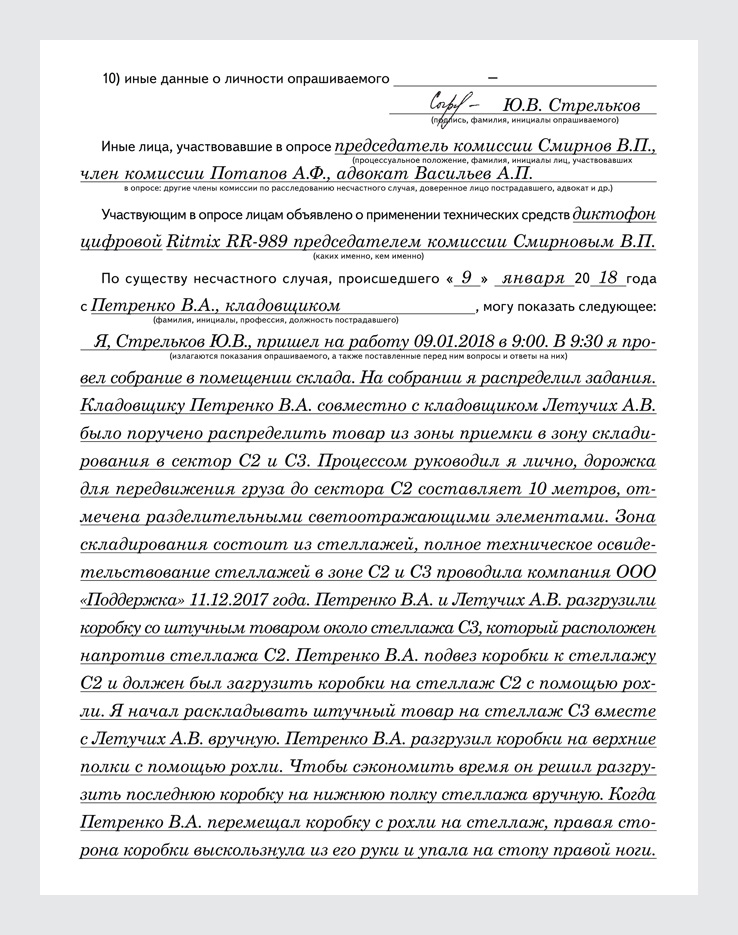 10) иные данные о личности опрашиваемого –
Ю.В. Стрельков
(подпись, фамилия, инициалы опрашиваемого)
Иные лица, участвовавшие в опросе председатель комиссии Смирнов В.П.,
(процессуальное положение, фамилия, инициалы лиц, участвовавших
член комиссии Потапов А.Ф., адвокат Васильев А.П.
в опросе: другие члены комиссии по расследованию несчастного случая, доверенное лицо пострадавшего, адвокат и др.)
Участвующим в опросе лицам объявлено о применении технических средств диктофон
цифровой Ritmix RR-989 председателем комиссии Смирновым В.П.
(каких именно, кем именно)
По существу несчастного случая, происшедшего « 9 » января 20 18 года
с Петренко В.А., кладовщиком , могу показать следующее:
(фамилия, инициалы, профессия, должность пострадавшего)
Я, Стрельков Ю.В., пришел на работу 09.01.2018 в 9:00. В 9:30 я про-
(излагаются показания опрашиваемого, а также поставленные перед ним вопросы и ответы на них)
вел собрание в помещении склада. На собрании я распределил задания.
Кладовщику Петренко В.А. совместно с кладовщиком Летучих А.В.
было поручено распределить товар из зоны приемки в зону склади-
рования в сектор С2 и С3. Процессом руководил я лично, дорожка
для передвижения груза до сектора С2 составляет 10 метров, от-
мечена разделительными светоотражающими элементами. Зона
складирования состоит из стеллажей, полное техническое освиде-
тельствование стеллажей в зоне С2 и С3 проводила компания ООО
«Поддержка» 11.12.2017 года. Петренко В.А. и Летучих А.В. разгрузили
коробку со штучным товаром около стеллажа С3, который расположен
напротив стеллажа С2. Петренко В.А. подвез коробки к стеллажу
С2 и должен был загрузить коробки на стеллаж С2 с помощью рох-
ли. Я начал раскладывать штучный товар на стеллаж С3 вместе
с Летучих А.В. вручную. Петренко В.А. разгрузил коробки на верхние
полки с помощью рохли. Чтобы сэкономить время он решил разгру-
зить последнюю коробку на нижнюю полку стеллажа вручную. Когда
Петренко В.А. перемещал коробку с рохли на стеллаж, правая сто-
рона коробки выскользнула из его руки и упала на стопу правой ноги.